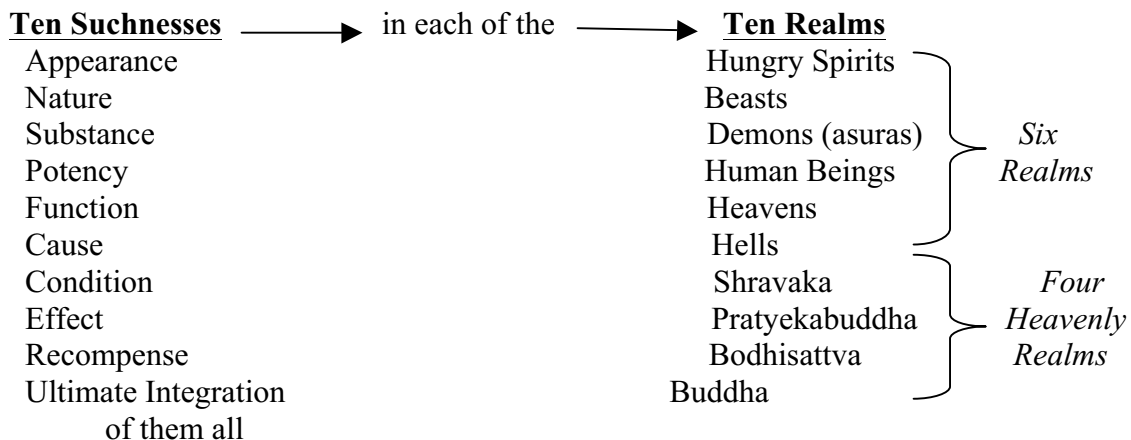 Ten Suchnesses in each of the Ten Realms
Appearance Hungry Spirits
Nature Beasts
Substance Demons (asuras) Six
Potency Human Beings Realms
Function Heavens
Cause Hells
Condition Shravaka Four
Effect Pratyekabuddha Heavenly
Recompense Bodhisattva Realms
Ultimate Integration Buddha
of them all